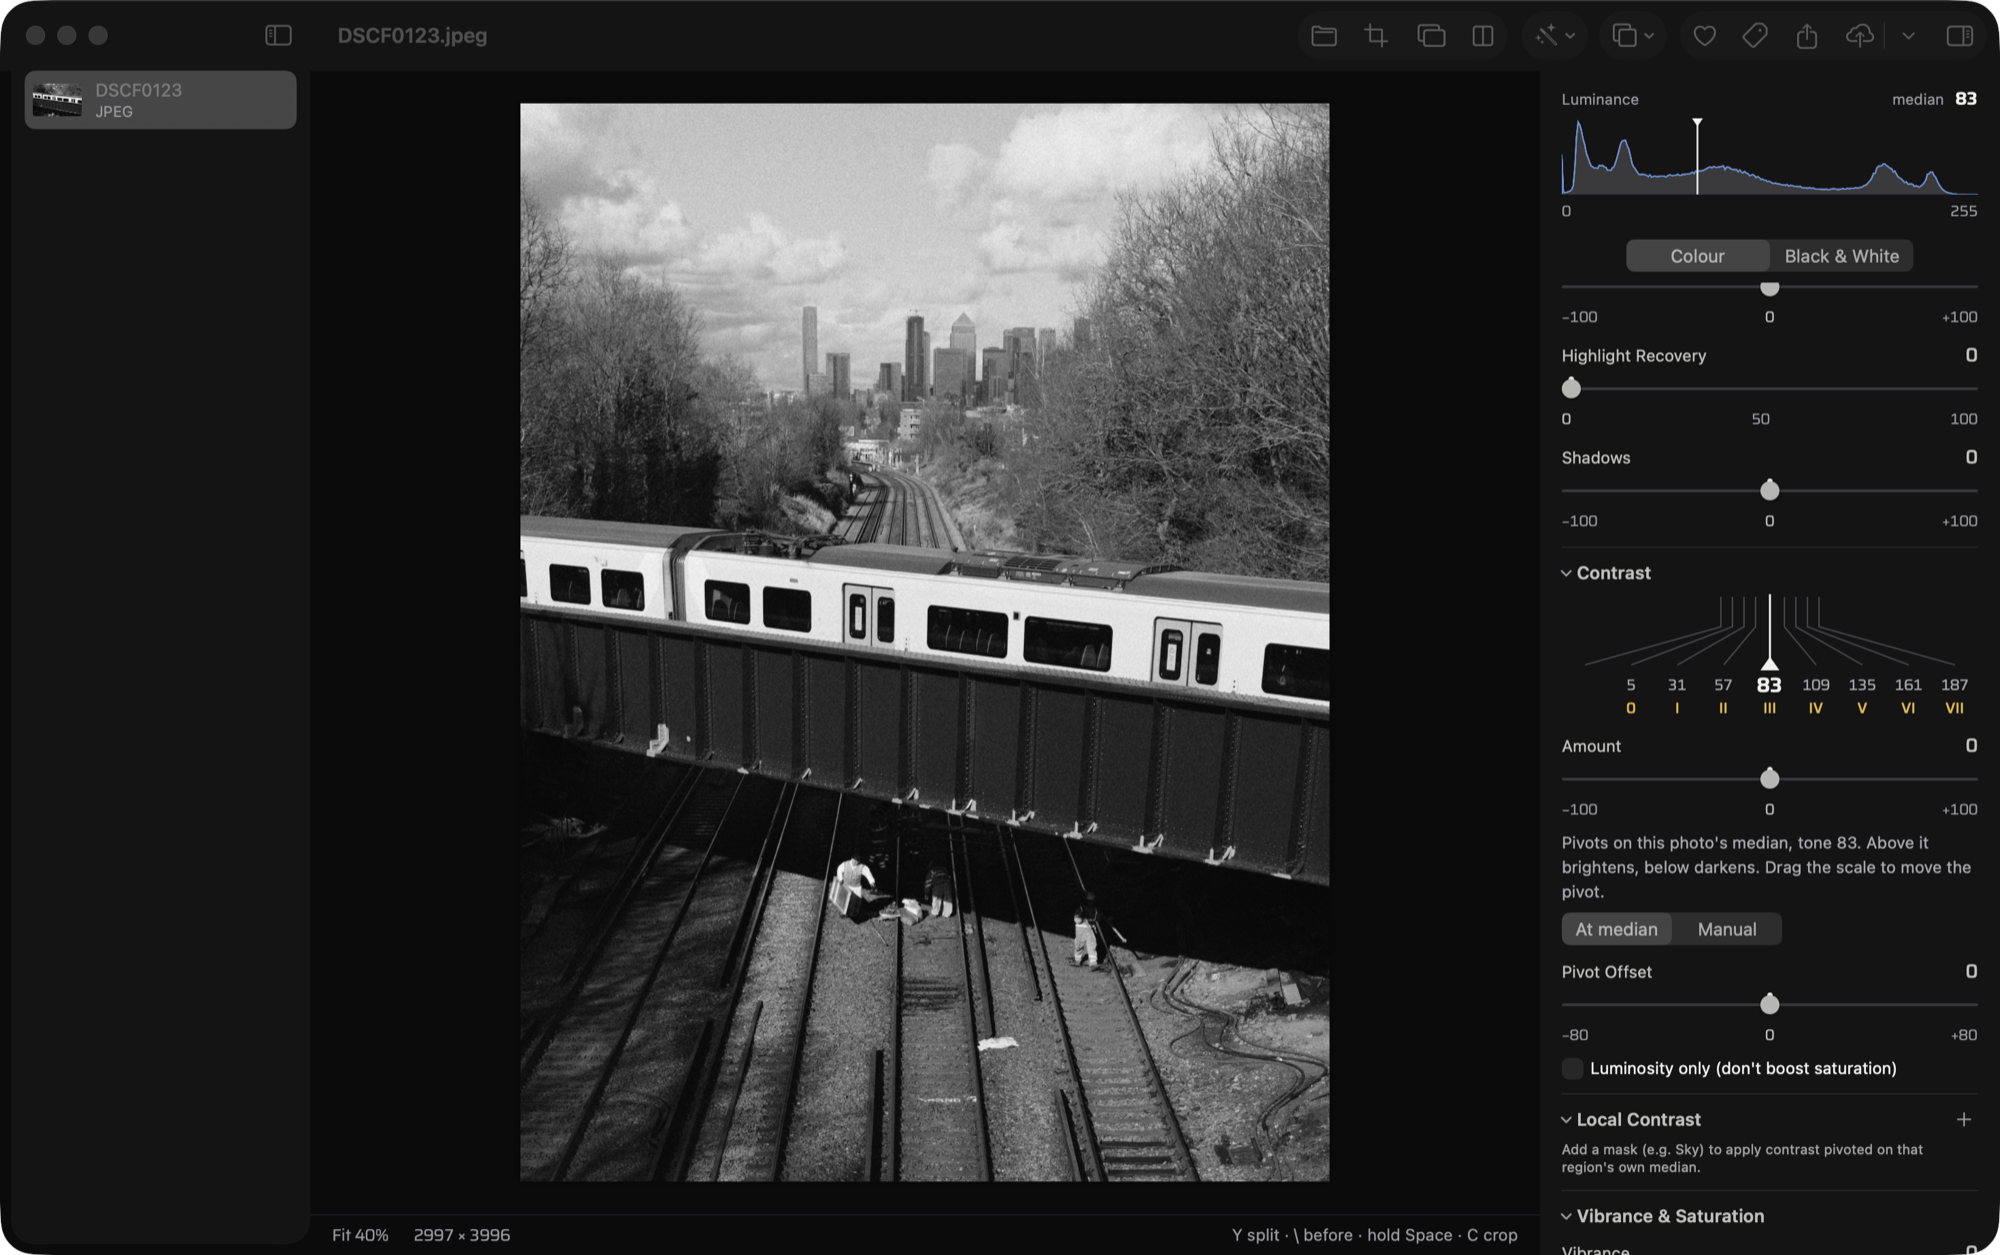 DSCF0123.jpeg
DSCF0123
JPEG
Luminance median 83
0 255
Colour Black & White
-100 0 +100
Highlight Recovery 0
0 50 100
Shadows 0
-100 0 +100
Contrast
5 31 57 83 109 135 161 187
0 I II III IV V VI VII
Amount 0
-100 0 +100
Pivots on this photo's median, tone 83. Above it
brightens, below darkens. Drag the scale to move the
pivot.
At median Manual
Pivot Offset 0
-80 0 +80
Luminosity only (don't boost saturation)
Local Contrast
Add a mask (e.g. Sky) to apply contrast pivoted on that
region's own median.
Vibrance & Saturation
Vibrance 0
Fit 40% 2997 × 3996
Y split · \ before · hold Space · C crop